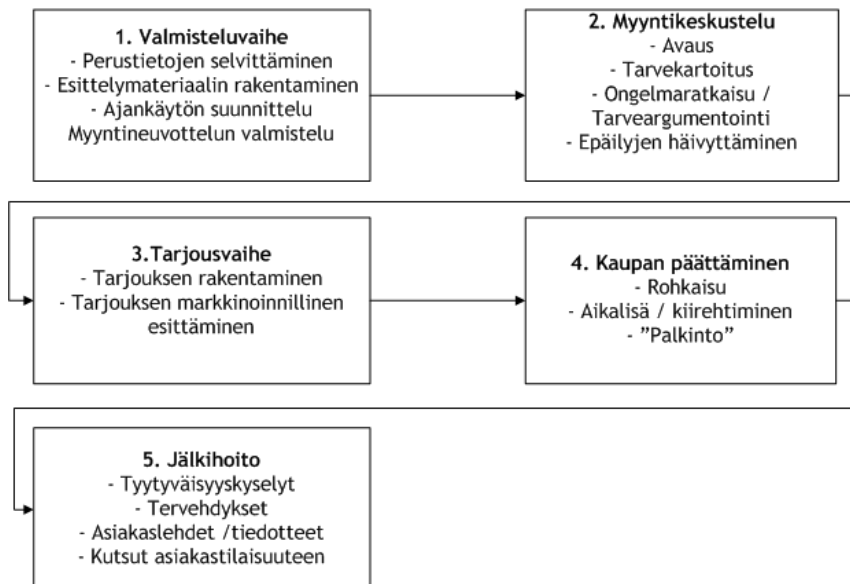 1. Valmisteluvaihe
- Perustietojen selvittäminen
- Esittelymateriaalin rakentaminen
- Ajankäytön suunnittelu
Myyntineuvottelun valmistelu
2. Myyntikeskustelu
- Avaus
- Tarvekartoitus
- Ongelmaratkaisu /
Tarveargumentointi
- Epäilyjen häivyttäminen
3.Tarjousvaihe
- Tarjouksen rakentaminen
- Tarjouksen markkinoinnillinen
esittäminen
4. Kaupan päättäminen
- Rohkaisu
- Aikalisä / kiirehtiminen
- ”Palkinto”
5. Jälkihoito
- Tyytyväisyyskyselyt
- Tervehdykset
- Asiakaslehdet /tiedotteet
- Kutsut asiakastilaisuuteen